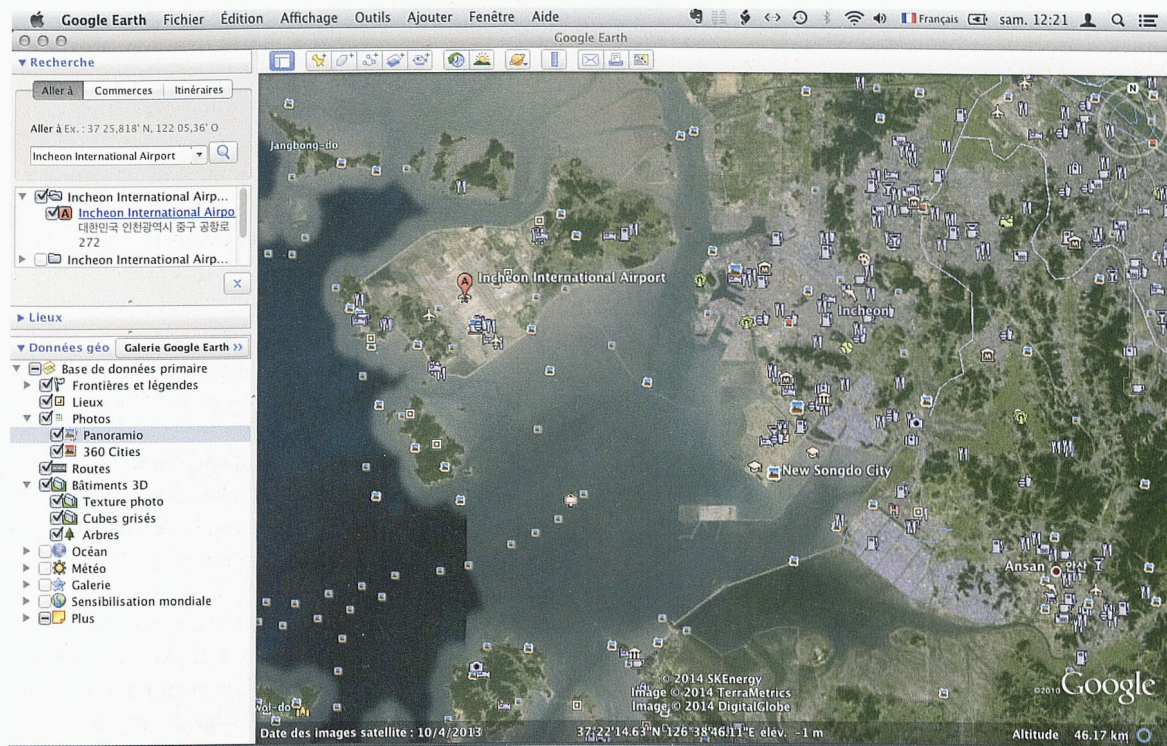 Google Earth Fichier Édition Affichage Outils Ajouter Fenêtre Aide Français sam. 12:21
Google Earth
Recherche
Aller à Commerces Itinéraires
Aller à Ex. : 37 25,818' N, 122 05,36' O
Incheon International Airport
Incheon International Airp...
A Incheon International Airpo
대한민국 인천광역시 중구 공항로
272
Incheon International Airp...
Lieux
Données géo Galerie Google Earth >>
Base de données primaire
Frontières et légendes
Lieux
Photos
Panoramio
360 Cities
Routes
Bâtiments 3D
Texture photo
Cubes grisés
Arbres
Océan
Météo
Galerie
Sensibilisation mondiale
Plus
N
Jangbong-do
A Incheon International Airport
Incheon
New Songdo City
Ansan 안산
wal-do
© 2014 SKEnergy
Image © 2014 TerraMetrics
Image © 2014 DigitalGlobe
©2010 Google
Date des images satellite : 10/4/2013 37°22'14.63"N 126°38'46.11"E élév. -1 m Altitude 46.17 km